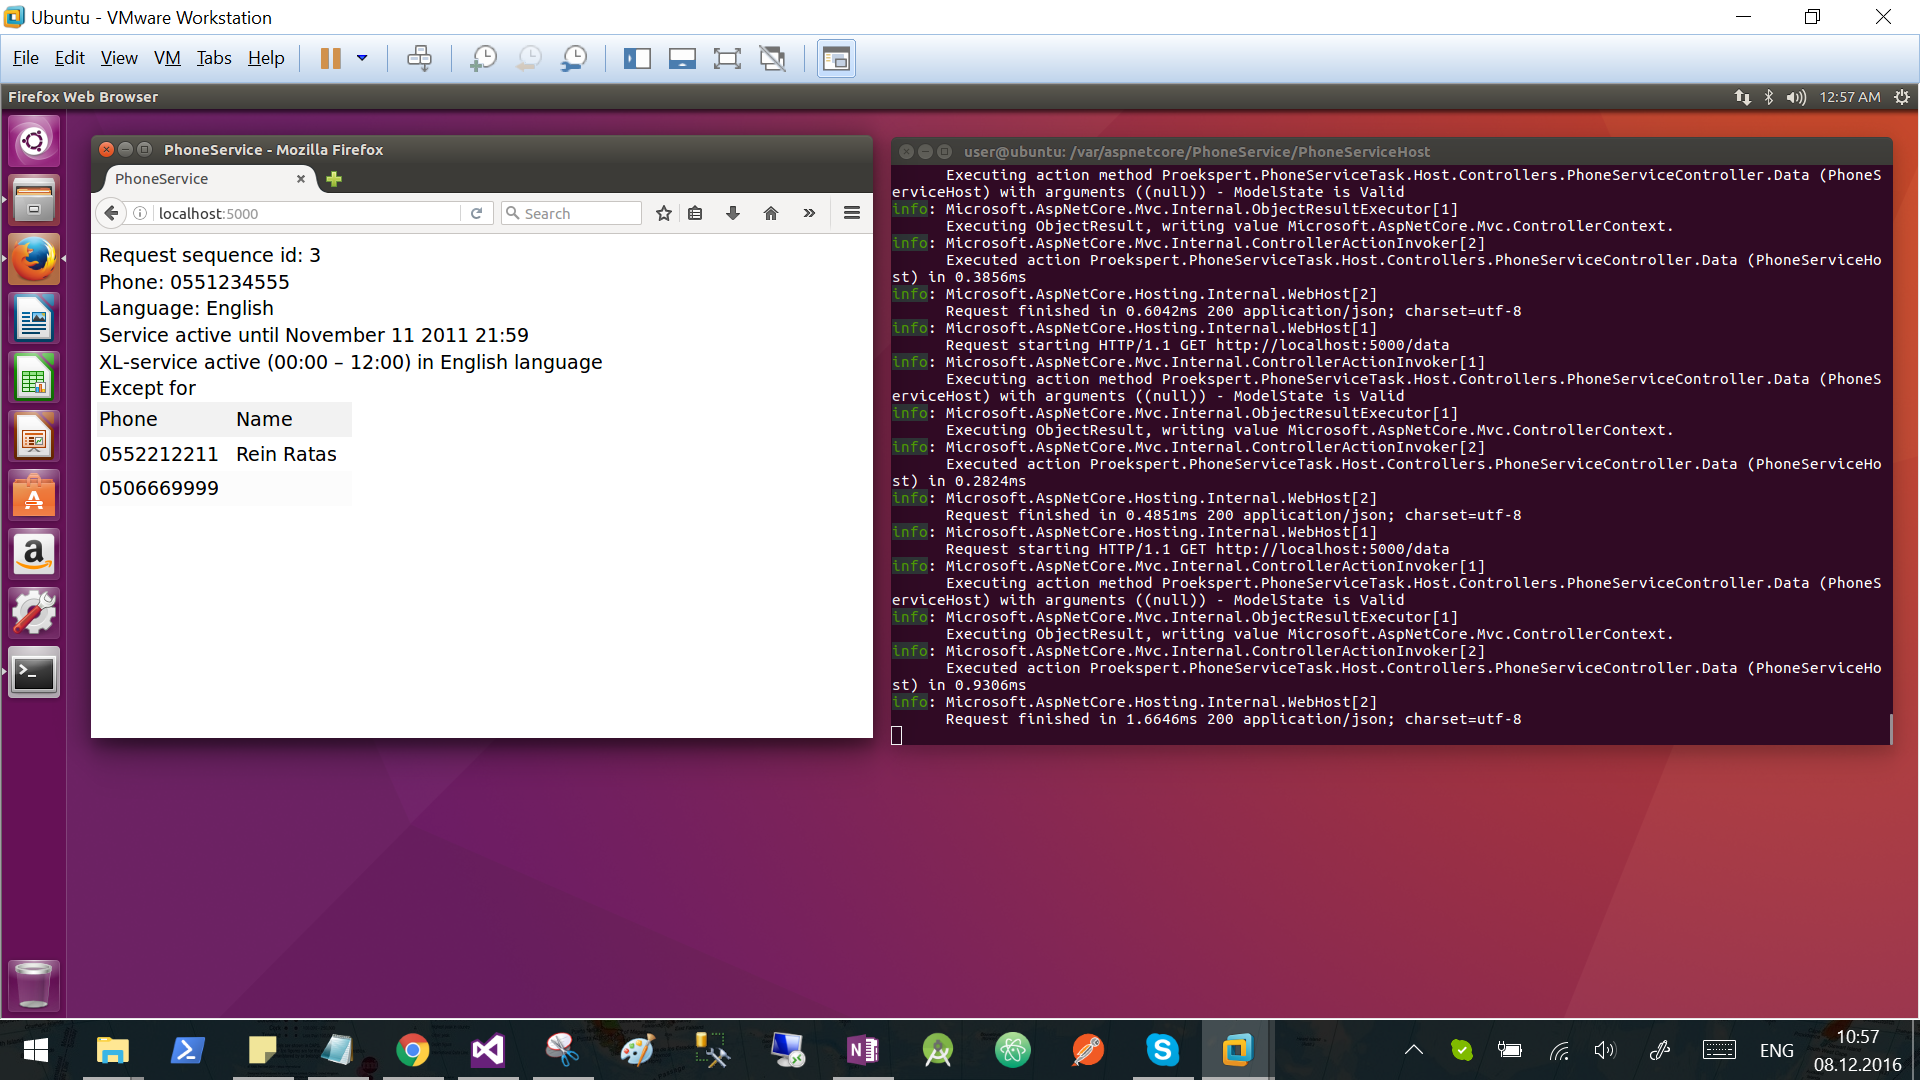 Ubuntu - VMware Workstation
File Edit View VM Tabs Help
Firefox Web Browser
12:57 AM
PhoneService - Mozilla Firefox
PhoneService
localhost:5000
Search
Request sequence id: 3
Phone: 0551234555
Language: English
Service active until November 11 2011 21:59
XL-service active (00:00 – 12:00) in English language
Except for
Phone Name
0552212211 Rein Ratas
0506669999
user@ubuntu: /var/aspnetcore/PhoneService/PhoneServiceHost
Executing action method Proekspert.PhoneServiceTask.Host.Controllers.PhoneServiceController.Data (PhoneS
erviceHost) with arguments ((null)) - ModelState is Valid
info: Microsoft.AspNetCore.Mvc.Internal.ObjectResultExecutor[1]
Executing ObjectResult, writing value Microsoft.AspNetCore.Mvc.ControllerContext.
info: Microsoft.AspNetCore.Mvc.Internal.ControllerActionInvoker[2]
Executed action Proekspert.PhoneServiceTask.Host.Controllers.PhoneServiceController.Data (PhoneServiceHo
st) in 0.3856ms
info: Microsoft.AspNetCore.Hosting.Internal.WebHost[2]
Request finished in 0.6042ms 200 application/json; charset=utf-8
info: Microsoft.AspNetCore.Hosting.Internal.WebHost[1]
Request starting HTTP/1.1 GET http://localhost:5000/data
info: Microsoft.AspNetCore.Mvc.Internal.ControllerActionInvoker[1]
Executing action method Proekspert.PhoneServiceTask.Host.Controllers.PhoneServiceController.Data (PhoneS
erviceHost) with arguments ((null)) - ModelState is Valid
info: Microsoft.AspNetCore.Mvc.Internal.ObjectResultExecutor[1]
Executing ObjectResult, writing value Microsoft.AspNetCore.Mvc.ControllerContext.
info: Microsoft.AspNetCore.Mvc.Internal.ControllerActionInvoker[2]
Executed action Proekspert.PhoneServiceTask.Host.Controllers.PhoneServiceController.Data (PhoneServiceHo
st) in 0.2824ms
info: Microsoft.AspNetCore.Hosting.Internal.WebHost[2]
Request finished in 0.4851ms 200 application/json; charset=utf-8
info: Microsoft.AspNetCore.Hosting.Internal.WebHost[1]
Request starting HTTP/1.1 GET http://localhost:5000/data
info: Microsoft.AspNetCore.Mvc.Internal.ControllerActionInvoker[1]
Executing action method Proekspert.PhoneServiceTask.Host.Controllers.PhoneServiceController.Data (PhoneS
erviceHost) with arguments ((null)) - ModelState is Valid
info: Microsoft.AspNetCore.Mvc.Internal.ObjectResultExecutor[1]
Executing ObjectResult, writing value Microsoft.AspNetCore.Mvc.ControllerContext.
info: Microsoft.AspNetCore.Mvc.Internal.ControllerActionInvoker[2]
Executed action Proekspert.PhoneServiceTask.Host.Controllers.PhoneServiceController.Data (PhoneServiceHo
st) in 0.9306ms
info: Microsoft.AspNetCore.Hosting.Internal.WebHost[2]
Request finished in 1.6646ms 200 application/json; charset=utf-8
ENG
10:57
08.12.2016